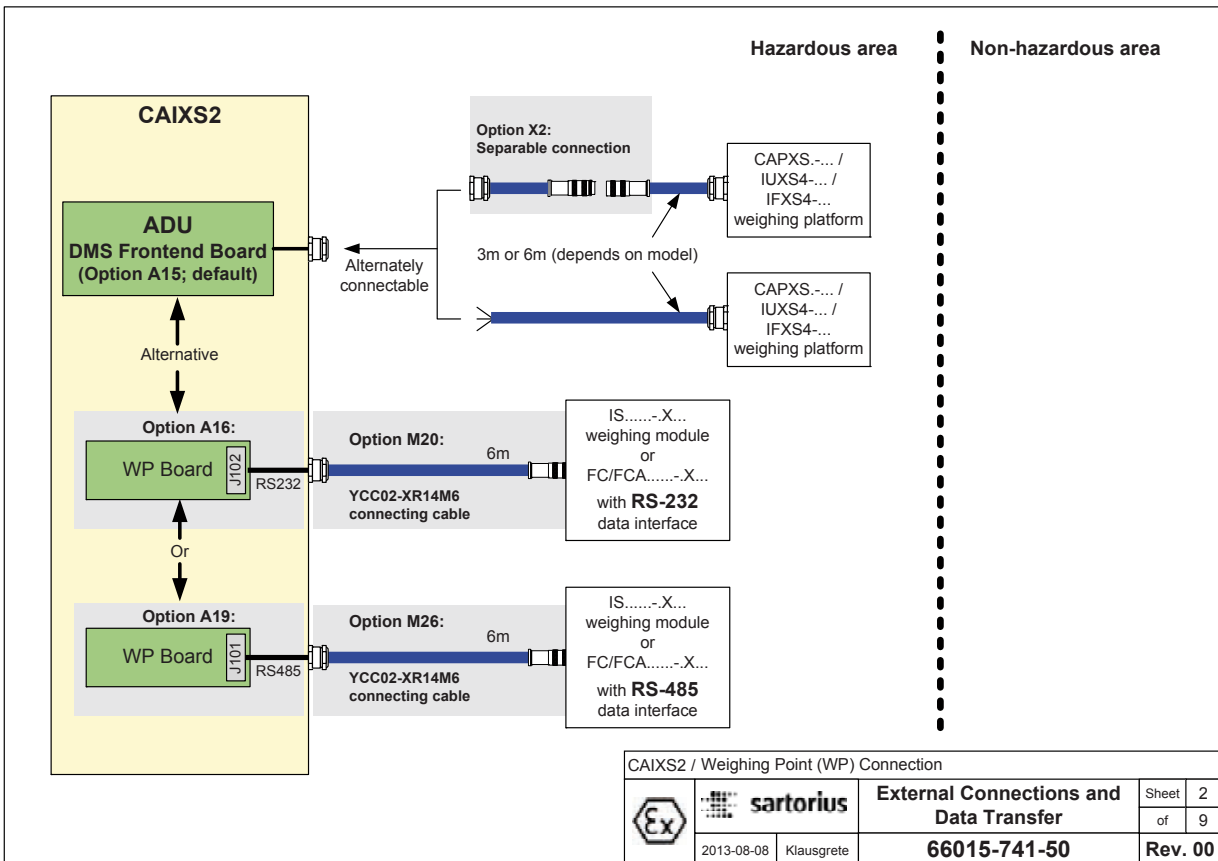 Hazardous area
Non-hazardous area
CAIXS2
Option X2:
Separable connection
CAPXS.-... /
IUXS4-... /
IFXS4-...
weighing platform
ADU
DMS Frontend Board
(Option A15; default)
Alternately
connectable
3m or 6m (depends on model)
CAPXS.-... /
IUXS4-... /
IFXS4-...
weighing platform
Alternative
Option A16:
WP Board
J102
RS232
Option M20:
6m
YCC02-XR14M6
connecting cable
IS......-.X...
weighing module
or
FC/FCA......-.X...
with RS-232
data interface
Or
Option A19:
WP Board
J101
RS485
Option M26:
6m
YCC02-XR14M6
connecting cable
IS......-.X...
weighing module
or
FC/FCA......-.X...
with RS-485
data interface
CAIXS2 / Weighing Point (WP) Connection
Ex
sartorius
External Connections and
Data Transfer
Sheet 2
of 9
2013-08-08 Klausgrete
66015-741-50
Rev. 00